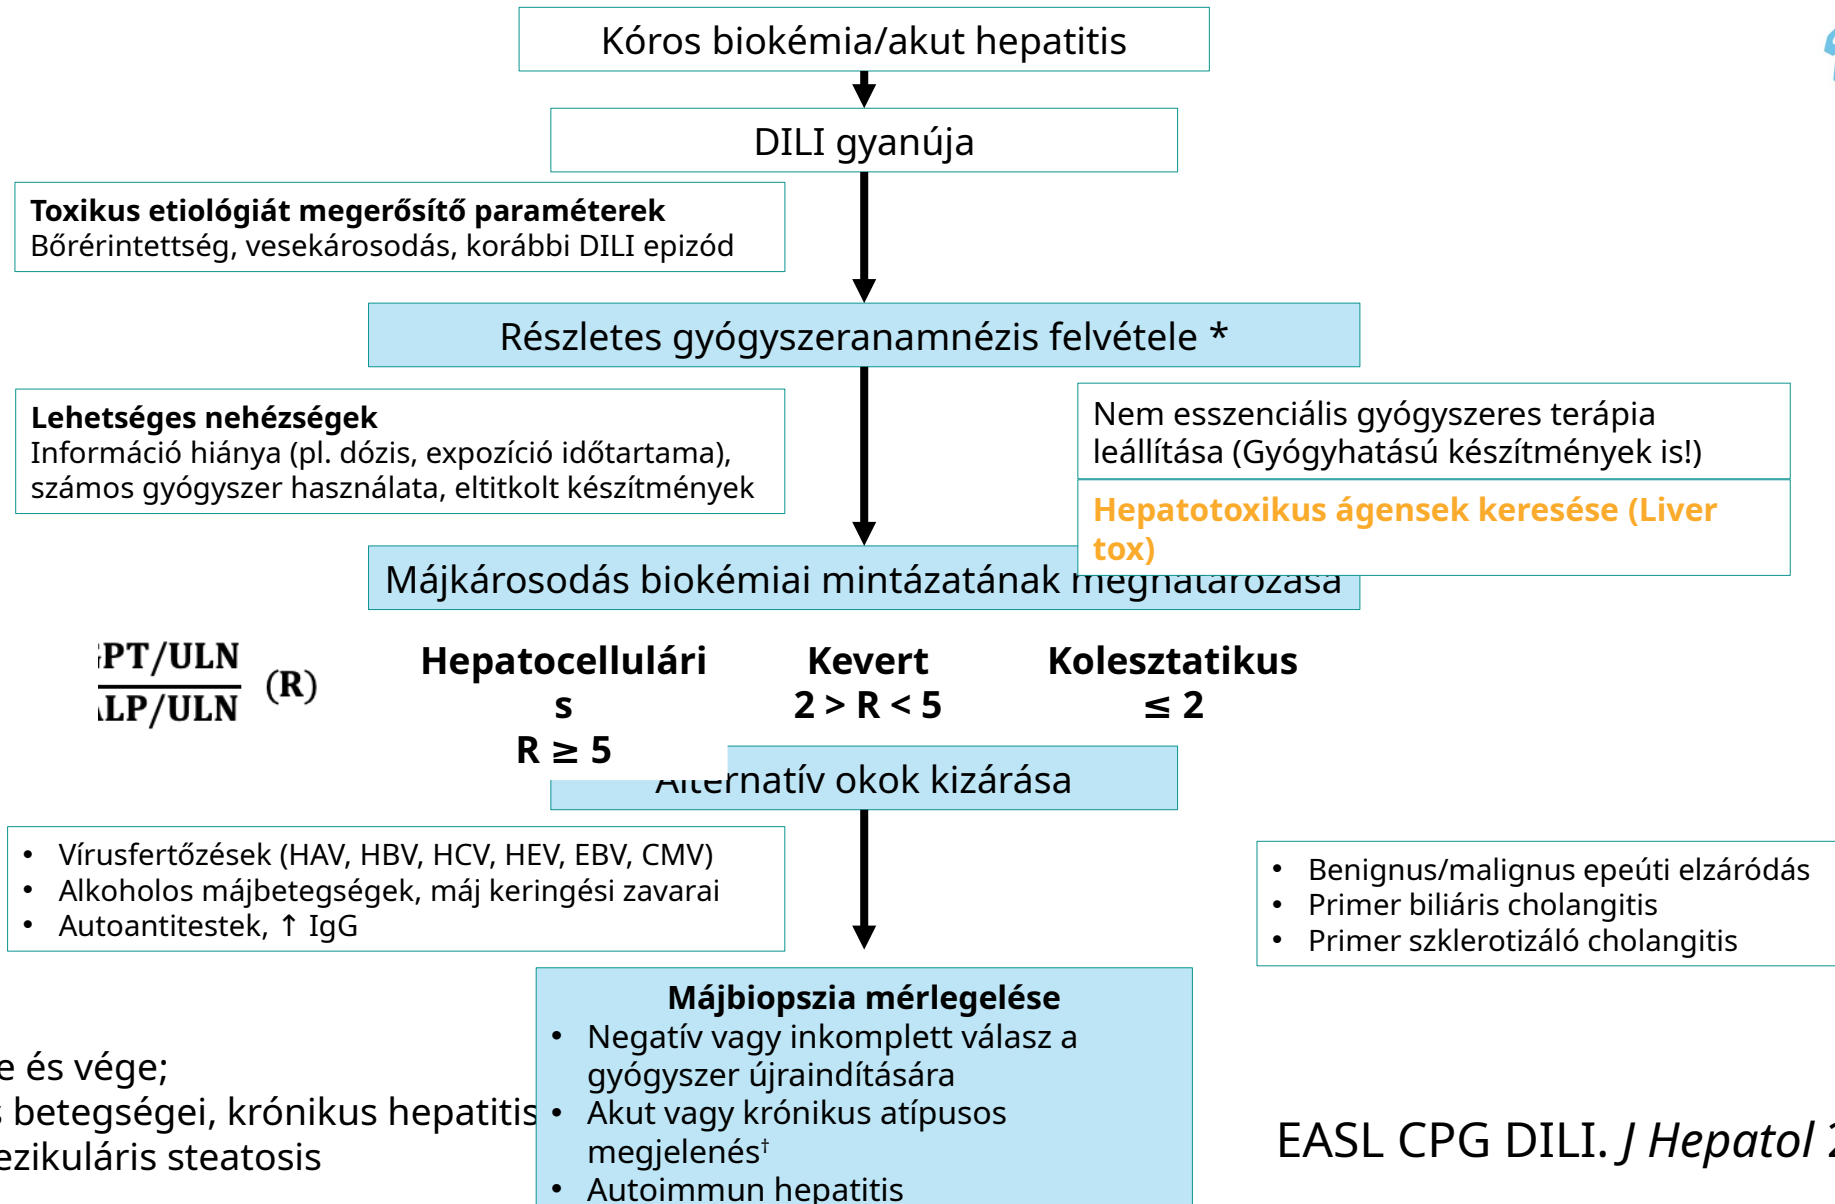 Kóros biokémia/akut hepatitis
DILI gyanúja
Toxikus etiológiát megerősítő paraméterek
Bőrérintettség, vesekárosodás, korábbi DILI epizód
Részletes gyógyszeranamnézis felvétele *
Lehetséges nehézségek
Információ hiánya (pl. dózis, expozíció időtartama),
számos gyógyszer használata, eltitkolt készítmények
Nem esszenciális gyógyszeres terápia
leállítása (Gyógyhatású készítmények is!)
Hepatotoxikus ágensek keresése (Liver
tox)
Májkárosodás biokémiai mintázatának meghatározása
PT/ULN
LP/ULN
(R)
Hepatocellulári
s
R ≥ 5
Kevert
2 > R < 5
Kolesztatikus
≤ 2
Alternatív okok kizárása
• Vírusfertőzések (HAV, HBV, HCV, HEV, EBV, CMV)
• Alkoholos májbetegségek, máj keringési zavarai
• Autoantitestek, ↑ IgG
• Benignus/malignus epeúti elzáródás
• Primer biliáris cholangitis
• Primer szklerotizáló cholangitis
Májbiopszia mérlegelése
• Negatív vagy inkomplett válasz a
gyógyszer újraindítására
• Akut vagy krónikus atípusos
megjelenés†
• Autoimmun hepatitis
e és vége;
s betegségei, krónikus hepatitis
ezikuláris steatosis
EASL CPG DILI. J Hepatol